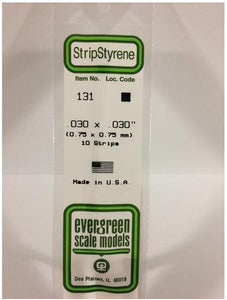 StripStyrene
Item No. Loc. Code
131
.030 x .030"
(0.75 x 0.75 mm)
10 Strips
Made in U.S.A.
evergreen
scale models
Des Plaines, IL 60018